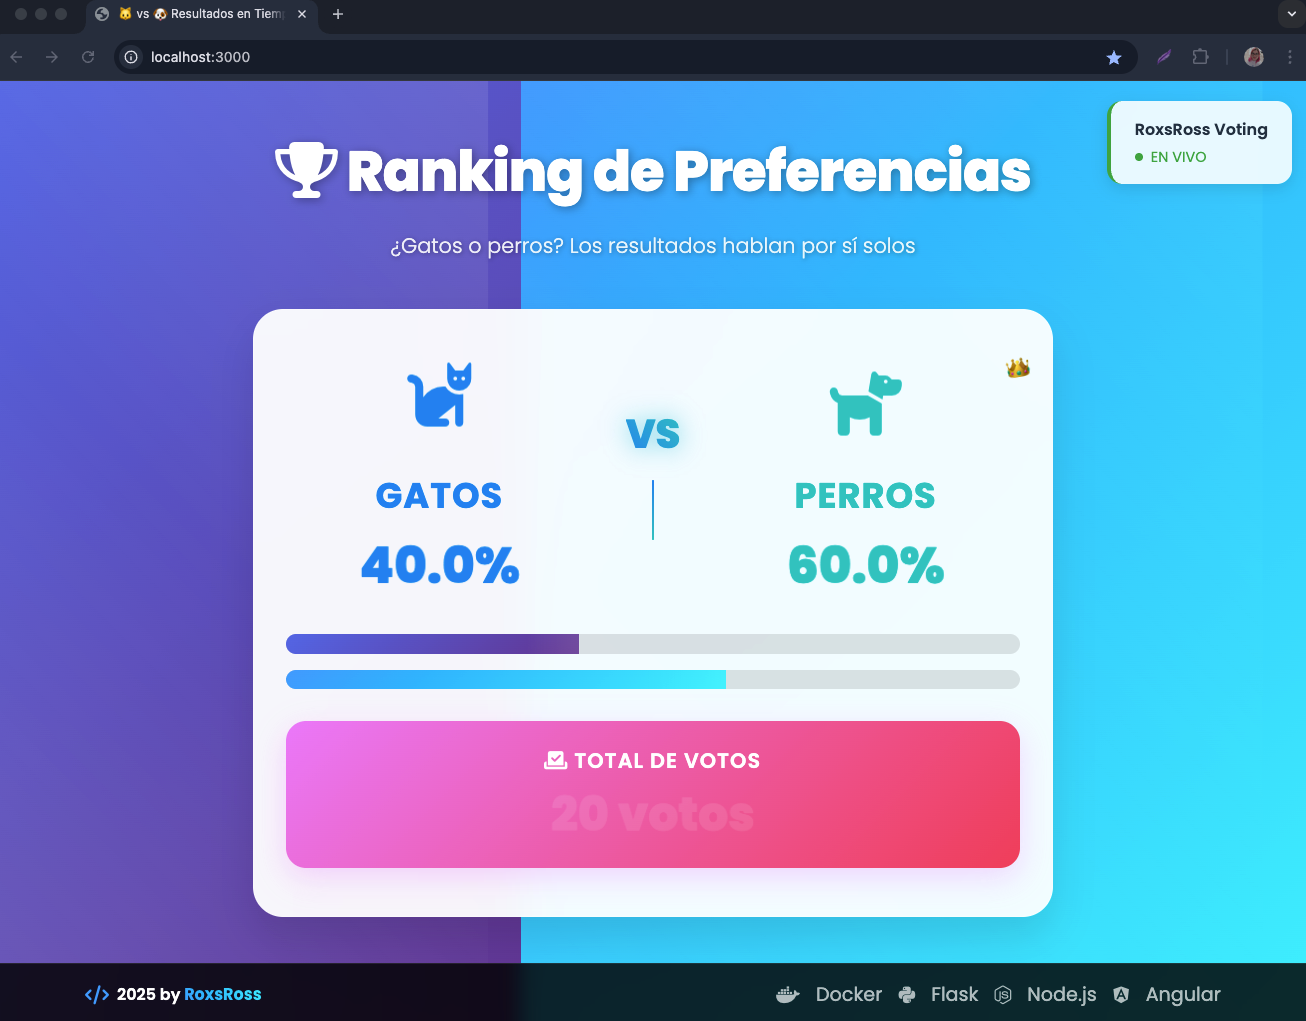 🐱 vs 🐶 Resultados en Tiem
localhost:3000
RoxsRoss Voting
EN VIVO
Ranking de Preferencias
¿Gatos o perros? Los resultados hablan por sí solos
VS
GATOS
PERROS
40.0%
60.0%
TOTAL DE VOTOS
20 votos
</> 2025 by RoxsRoss
Docker Flask Node.js Angular